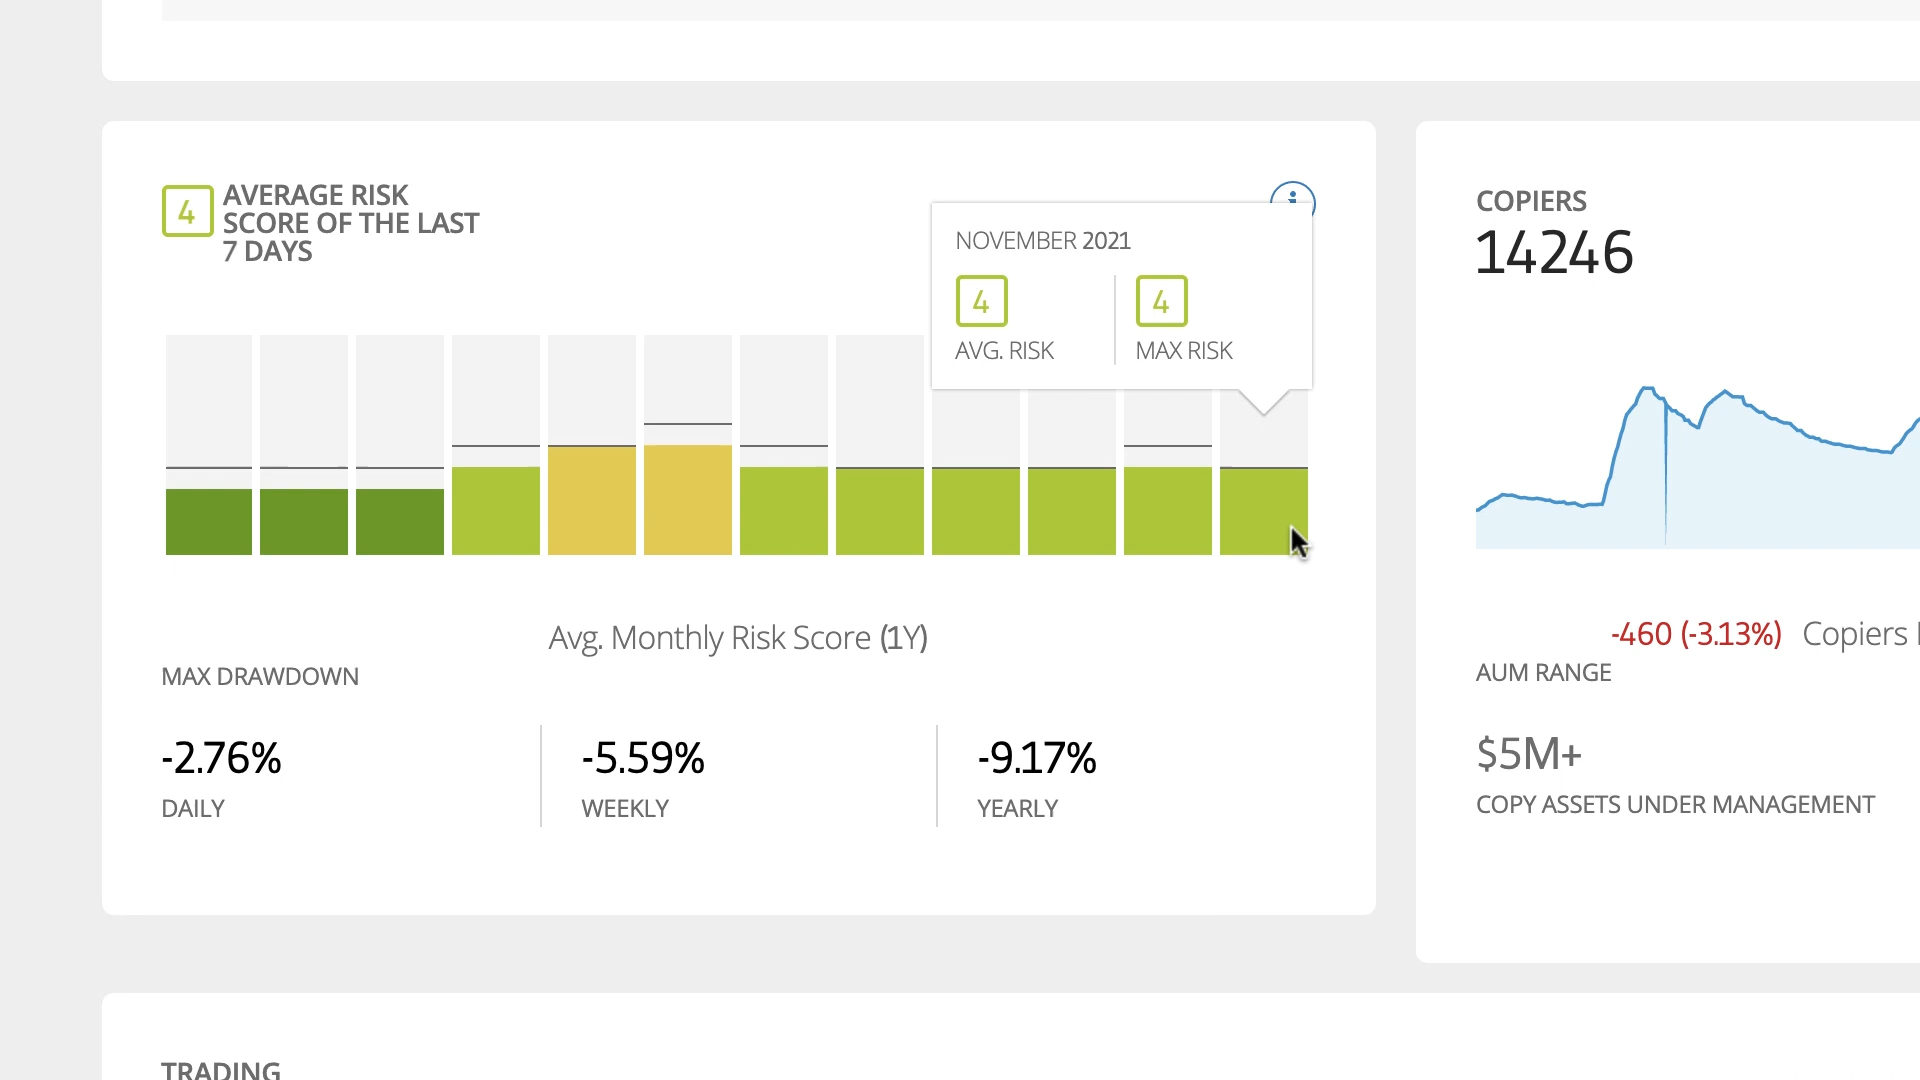 4
AVERAGE RISK
SCORE OF THE LAST
7 DAYS
i
NOVEMBER 2021
4
4
AVG. RISK
MAX RISK
Avg. Monthly Risk Score (1Y)
MAX DRAWDOWN
-2.76%
-5.59%
-9.17%
DAILY
WEEKLY
YEARLY
COPIERS
14246
-460 (-3.13%) Copiers
AUM RANGE
$5M+
COPY ASSETS UNDER MANAGEMENT
TRADING